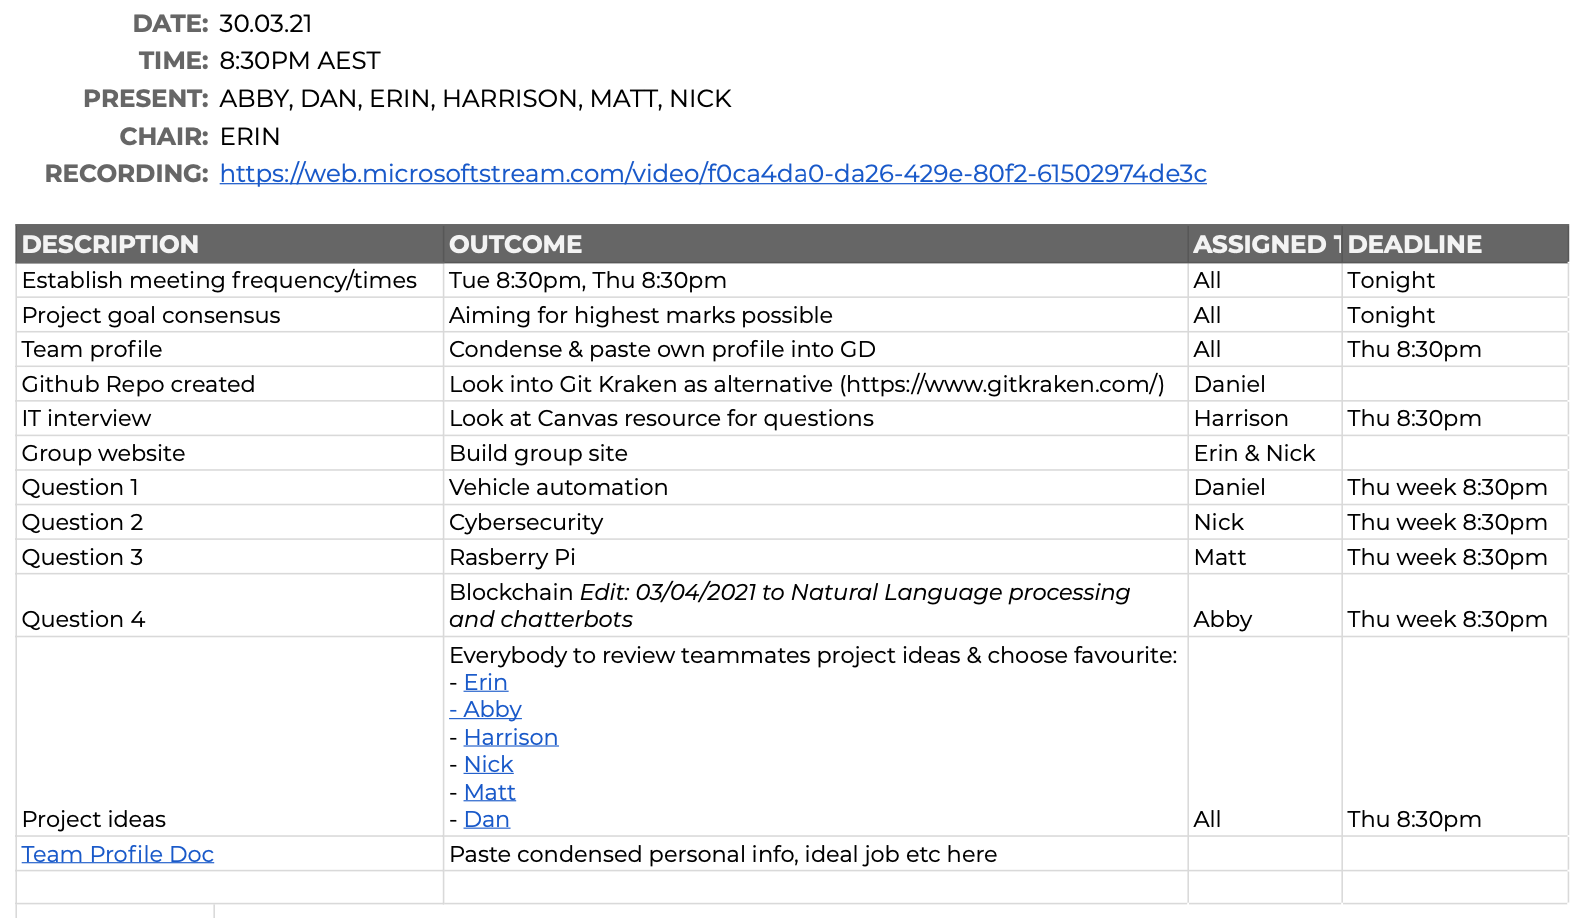 DATE: 30.03.21
TIME: 8:30PM AEST
PRESENT: ABBY, DAN, ERIN, HARRISON, MATT, NICK
CHAIR: ERIN
RECORDING: https://web.microsoftstream.com/video/f0ca4da0-da26-429e-80f2-61502974de3c
DESCRIPTION OUTCOME ASSIGNED T DEADLINE
Establish meeting frequency/times Tue 8:30pm, Thu 8:30pm All Tonight
Project goal consensus Aiming for highest marks possible All Tonight
Team profile Condense & paste own profile into GD All Thu 8:30pm
Github Repo created Look into Git Kraken as alternative (https://www.gitkraken.com/) Daniel
IT interview Look at Canvas resource for questions Harrison Thu 8:30pm
Group website Build group site Erin & Nick
Question 1 Vehicle automation Daniel Thu week 8:30pm
Question 2 Cybersecurity Nick Thu week 8:30pm
Question 3 Rasberry Pi Matt Thu week 8:30pm
Blockchain Edit: 03/04/2021 to Natural Language processing
Question 4 and chatterbots Abby Thu week 8:30pm
Everybody to review teammates project ideas & choose favourite:
- Erin
- Abby
- Harrison
- Nick
- Matt
Project ideas - Dan All Thu 8:30pm
Team Profile Doc Paste condensed personal info, ideal job etc here